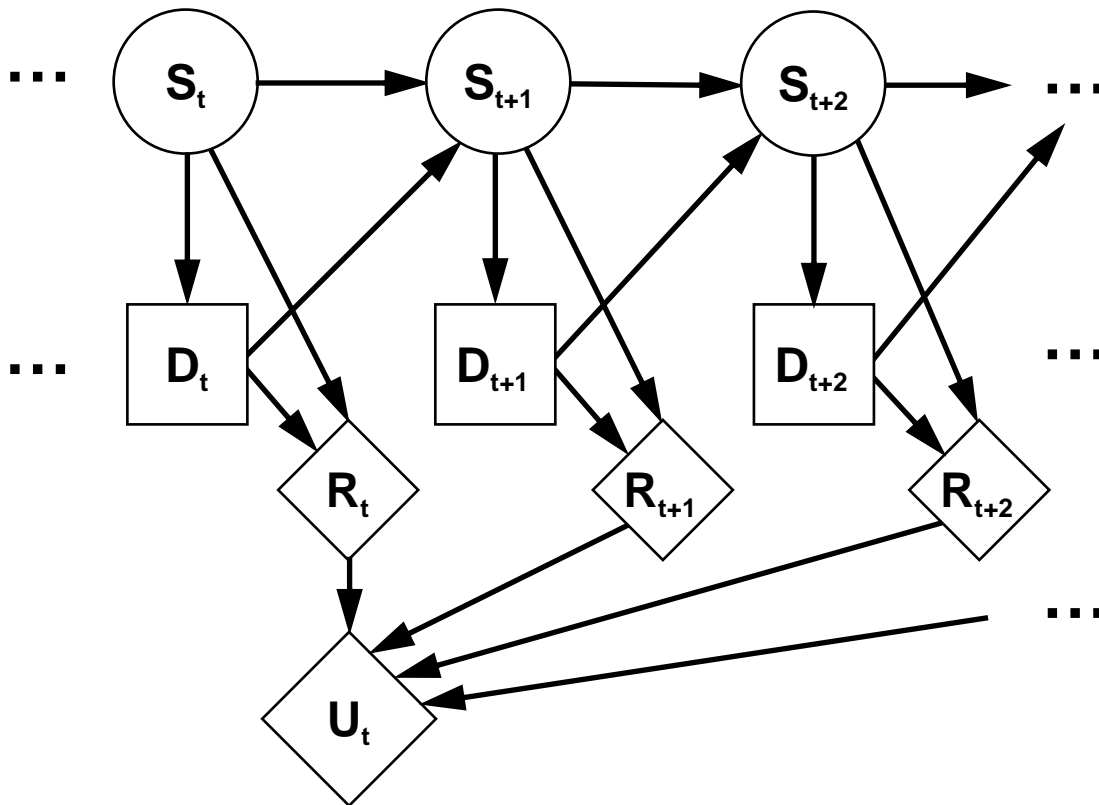 ... S_t S_{t+1} S_{t+2} ...
... D_t D_{t+1} D_{t+2} ...
R_t R_{t+1} R_{t+2}
...
U_t